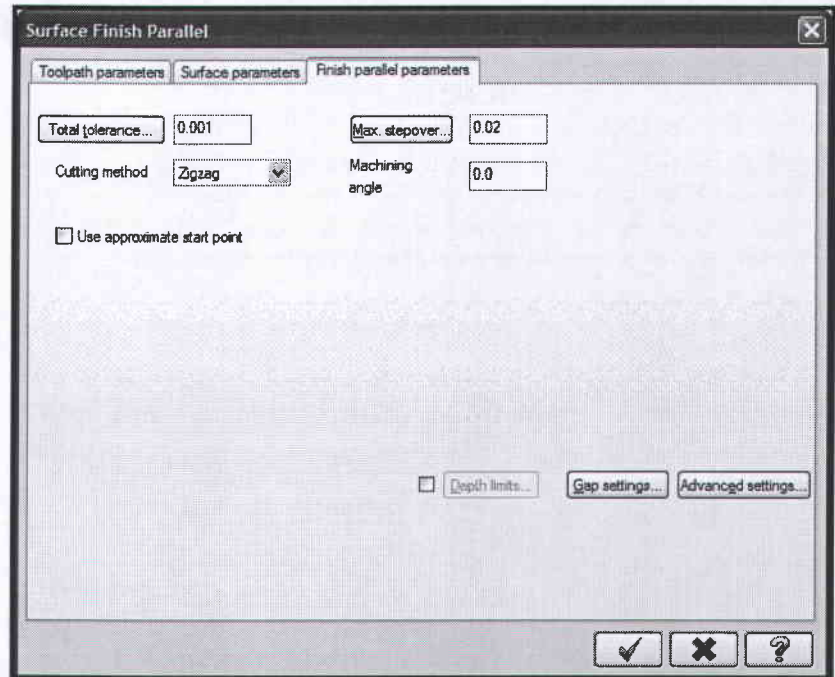 Surface Finish Parallel
Toolpath parameters Surface parameters Finish parallel parameters
Total tolerance... 0.001 Max. stepover... 0.02
Cutting method Zigzag Machining angle 0.0
Use approximate start point
Depth limits... Gap settings... Advanced settings...
?